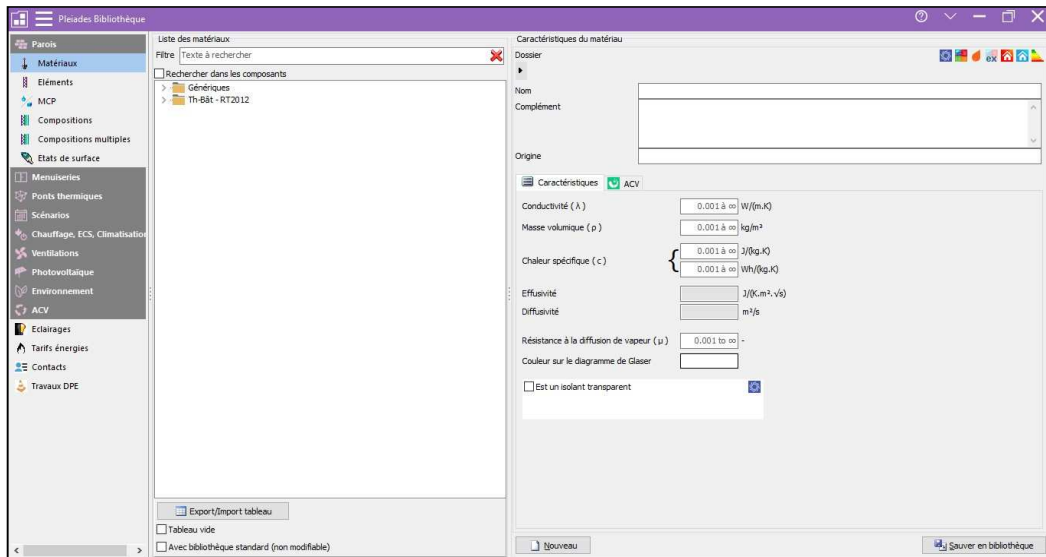 Pleiades Bibliothèque
Parois
Matériaux
Eléments
MCP
Compositions
Compositions multiples
Etats de surface
Menuiseries
Ponts thermiques
Scénarios
Chauffage, ECS, Climatisation
Ventilations
Photovoltaïque
Environnement
ACV
Eclairages
Tarifs énergies
Contacts
Travaux DPE
Liste des matériaux
Filtre Texte à rechercher
Rechercher dans les composants
Génériques
Th-Bât - RT2012
Export/Import tableau
Tableau vide
Avec bibliothèque standard (non modifiable)
Caractéristiques du matériau
Dossier
ex
Nom
Complément
Origine
Caractéristiques ACV
Conductivité ( λ ) 0.001 à ∞ W/(m.K)
Masse volumique ( ρ ) 0.001 à ∞ kg/m³
Chaleur spécifique ( c ) { 0.001 à ∞ J/(kg.K)
0.001 à ∞ Wh/(kg.K)
Effusivité J/(K.m².√s)
Diffusivité m²/s
Résistance à la diffusion de vapeur ( μ ) 0.001 to ∞ -
Couleur sur le diagramme de Glaser
Est un isolant transparent
Nouveau
Sauver en bibliothèque